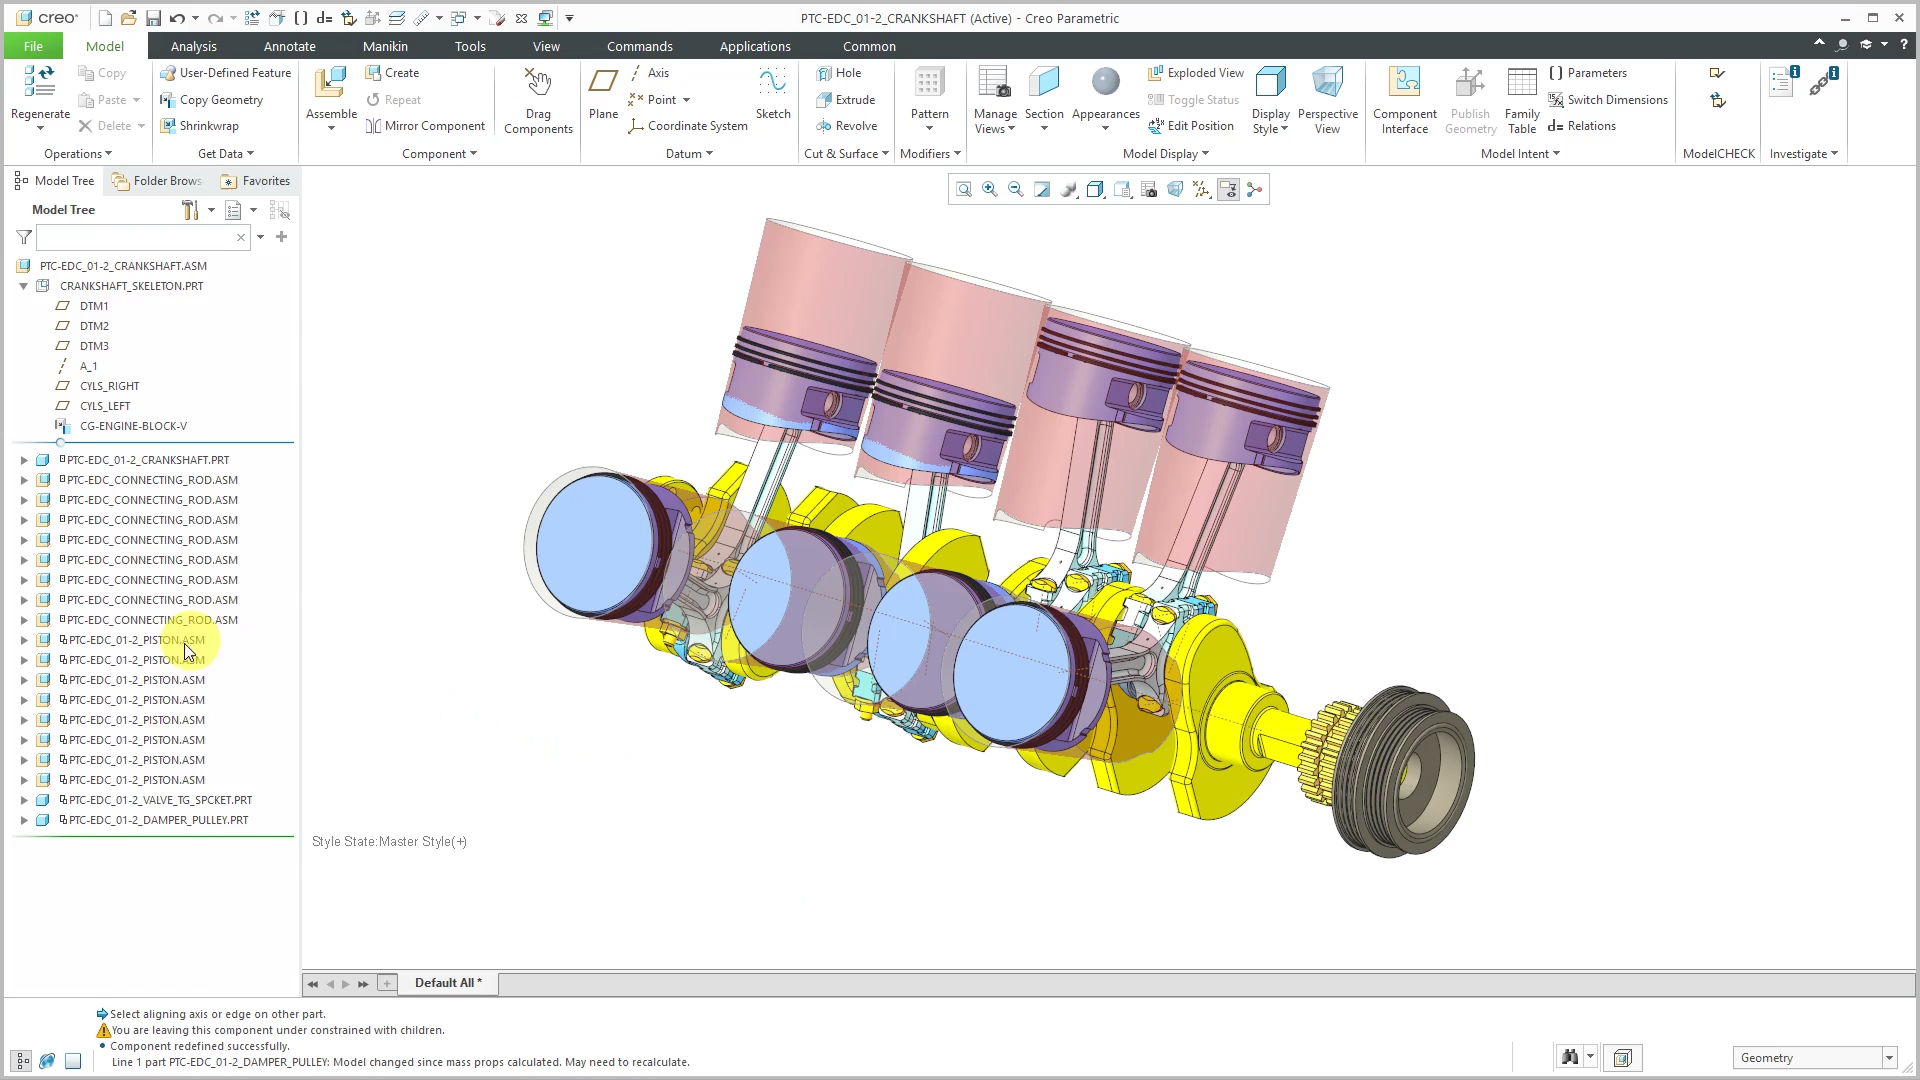 creo
PTC-EDC_01-2_CRANKSHAFT (Active) - Creo Parametric
File
Model
Analysis
Annotate
Manikin
Tools
View
Commands
Applications
Common
Regenerate
Copy
Paste
Delete
Operations
User-Defined Feature
Copy Geometry
Shrinkwrap
Get Data
Assemble
Create
Repeat
Mirror Component
Component
Drag
Components
Plane
Axis
Point
Coordinate System
Sketch
Datum
Hole
Extrude
Revolve
Cut & Surface
Pattern
Modifiers
Manage
Views
Section
Appearances
Exploded View
Toggle Status
Edit Position
Display
Style
Perspective
View
Model Display
Component
Interface
Publish
Geometry
Family
Table
Parameters
Switch Dimensions
d= Relations
Model Intent
ModelCHECK
Investigate
Model Tree
Folder Brows
Favorites
Model Tree
PTC-EDC_01-2_CRANKSHAFT.ASM
CRANKSHAFT_SKELETON.PRT
DTM1
DTM2
DTM3
A_1
CYLS_RIGHT
CYLS_LEFT
CG-ENGINE-BLOCK-V
PTC-EDC_01-2_CRANKSHAFT.PRT
PTC-EDC_CONNECTING_ROD.ASM
PTC-EDC_CONNECTING_ROD.ASM
PTC-EDC_CONNECTING_ROD.ASM
PTC-EDC_CONNECTING_ROD.ASM
PTC-EDC_CONNECTING_ROD.ASM
PTC-EDC_CONNECTING_ROD.ASM
PTC-EDC_CONNECTING_ROD.ASM
PTC-EDC_CONNECTING_ROD.ASM
PTC-EDC_01-2_PISTON.ASM
PTC-EDC_01-2_PISTON.ASM
PTC-EDC_01-2_PISTON.ASM
PTC-EDC_01-2_PISTON.ASM
PTC-EDC_01-2_PISTON.ASM
PTC-EDC_01-2_PISTON.ASM
PTC-EDC_01-2_PISTON.ASM
PTC-EDC_01-2_PISTON.ASM
PTC-EDC_01-2_VALVE_TG_SPCKET.PRT
PTC-EDC_01-2_DAMPER_PULLEY.PRT
Style State:Master Style(+)
Default All *
Select aligning axis or edge on other part.
You are leaving this component under constrained with children.
• Component redefined successfully.
Line 1 part PTC-EDC_01-2_DAMPER_PULLEY: Model changed since mass props calculated. May need to recalculate.
Geometry